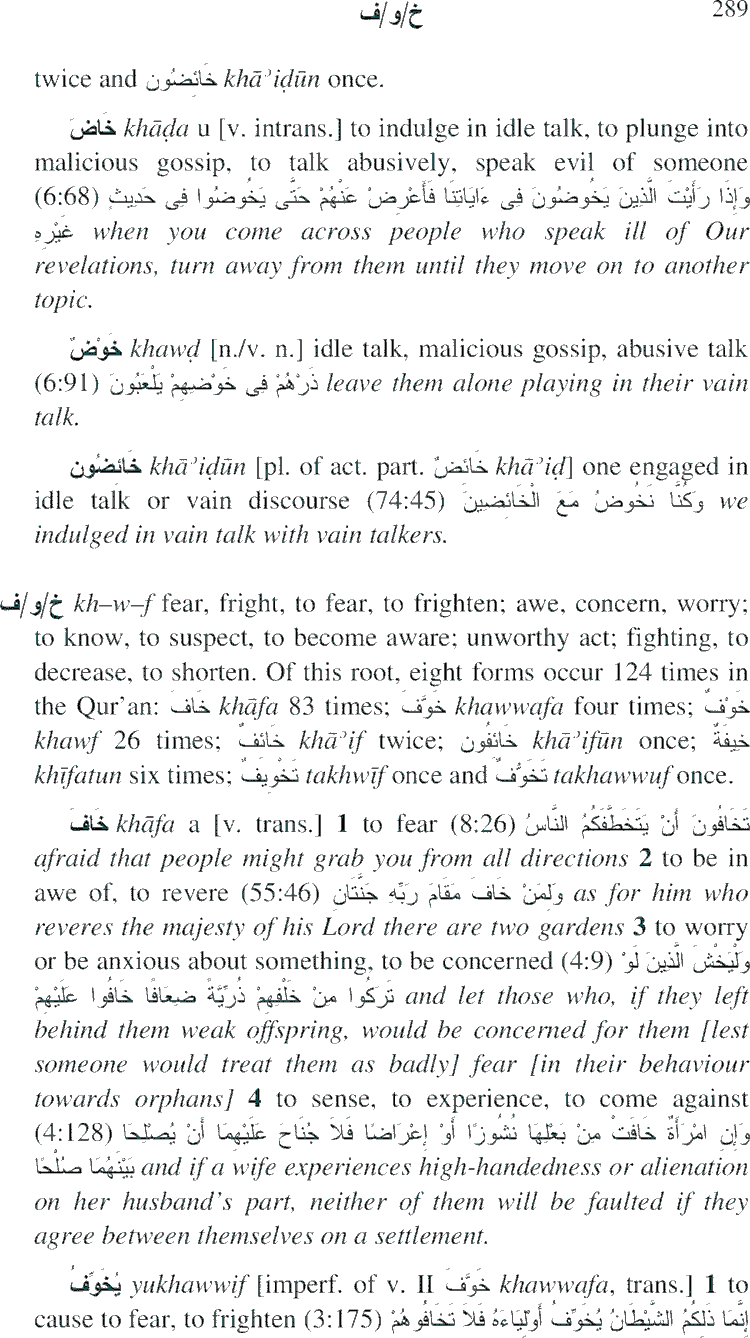 خ/و/ف 289
twice and خَائِضُون khāʾiḍūn once.
خَاضَ khāḍa u [v. intrans.] to indulge in idle talk, to plunge into
malicious gossip, to talk abusively, speak evil of someone
(6:68) وَإِذَا رَأَيْتَ الَّذِينَ يَخُوضُونَ فِى ءَايَاتِنَا فَأَعْرِضْ عَنْهُمْ حَتَّى يَخُوضُوا فِى حَدِيثٍ
غَيْرِهِ when you come across people who speak ill of Our
revelations, turn away from them until they move on to another
topic.
خَوْضٌ khawḍ [n./v. n.] idle talk, malicious gossip, abusive talk
(6:91) ذَرْهُمْ فِى خَوْضِهِمْ يَلْعَبُونَ leave them alone playing in their vain
talk.
خَائِضُون khāʾiḍūn [pl. of act. part. خَائِضٌ khāʾiḍ] one engaged in
idle talk or vain discourse (74:45) وَكُنَّا نَخُوضُ مَعَ الْخَائِضِينَ we
indulged in vain talk with vain talkers.
خ/و/ف kh–w–f fear, fright, to fear, to frighten; awe, concern, worry;
to know, to suspect, to become aware; unworthy act; fighting, to
decrease, to shorten. Of this root, eight forms occur 124 times in
the Qur'an: خَافَ khāfa 83 times; خَوَّفَ khawwafa four times; خَوْفٌ
khawf 26 times; خَائِفٌ khāʾif twice; خَائِفُون khāʾifūn once; خِيفَةٌ
khīfatun six times; تَخْوِيفٌ takhwīf once and تَخَوُّفٌ takhawwuf once.
خَافَ khāfa a [v. trans.] 1 to fear (8:26) تَخَافُونَ أَنْ يَتَخَطَّفَكُمُ النَّاسُ
afraid that people might grab you from all directions 2 to be in
awe of, to revere (55:46) وَلِمَنْ خَافَ مَقَامَ رَبِّهِ جَنَّتَانِ as for him who
reveres the majesty of his Lord there are two gardens 3 to worry
or be anxious about something, to be concerned (4:9) وَلْيَخْشَ الَّذِينَ لَوْ
تَرَكُوا مِنْ خَلْفِهِمْ ذُرِّيَّةً ضِعَافًا خَافُوا عَلَيْهِمْ and let those who, if they left
behind them weak offspring, would be concerned for them [lest
someone would treat them as badly] fear [in their behaviour
towards orphans] 4 to sense, to experience, to come against
(4:128) وَإِنِ امْرَأَةٌ خَافَتْ مِنْ بَعْلِهَا نُشُوزًا أَوْ إِعْرَاضًا فَلَا جُنَاحَ عَلَيْهِمَا أَنْ يُصْلِحَا
بَيْنَهُمَا صُلْحًا and if a wife experiences high-handedness or alienation
on her husband's part, neither of them will be faulted if they
agree between themselves on a settlement.
يُخَوِّفُ yukhawwif [imperf. of v. II خَوَّفَ khawwafa, trans.] 1 to
cause to fear, to frighten (3:175) إِنَّمَا ذَلِكُمُ الشَّيْطَانُ يُخَوِّفُ أَوْلِيَاءَهُ فَلَا تَخَافُوهُمْ